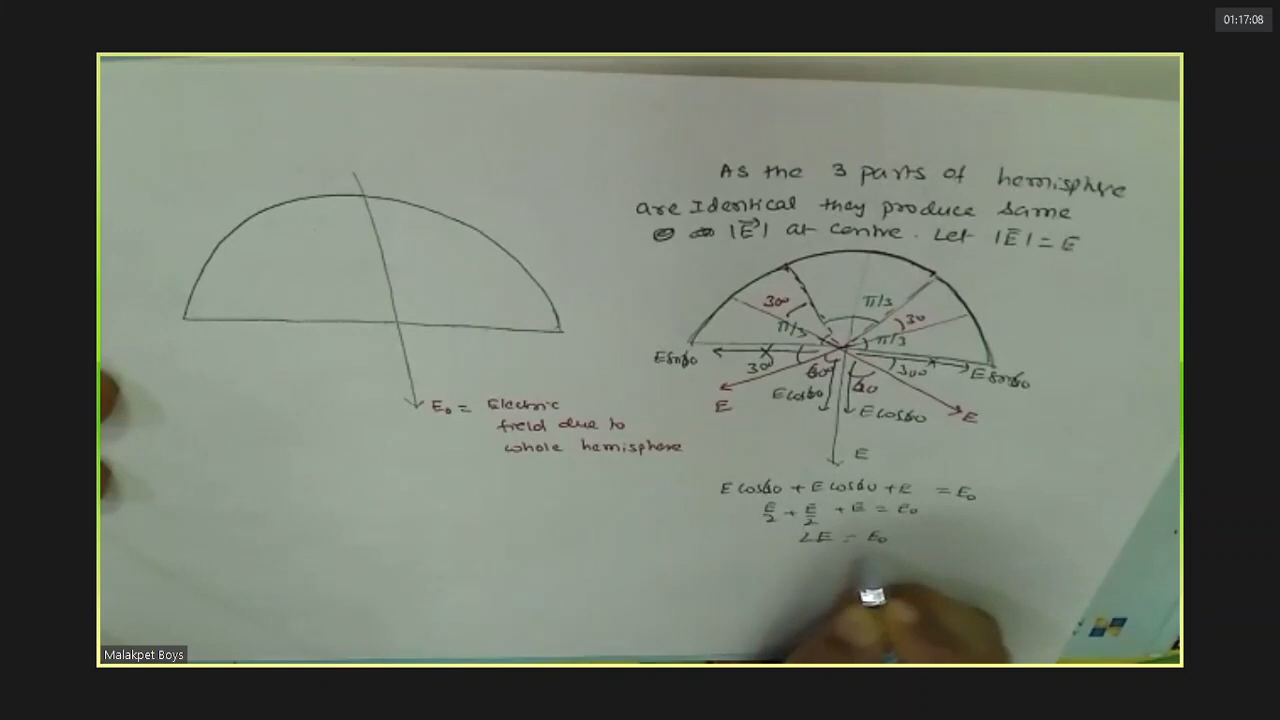 01:17:08
As the 3 parts of hemisphere
are Identical they produce same
|E| at centre. Let |E| = E
30
π/3
30
π/3
π/3
E sin60
30
60
300
E sin60
E cos60
60
E cos60
E
E
E
E₀ = Electric
field due to
whole hemisphere
E cos60 + E cos60 + E = E₀
E/2 + E/2 + E = E₀
2E = E₀
Malakpet Boys